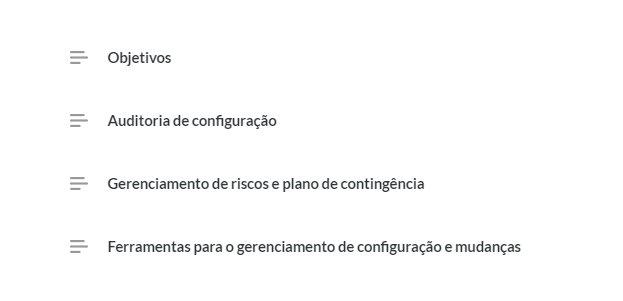 Objetivos
Auditoria de configuração
Gerenciamento de riscos e plano de contingência
Ferramentas para o gerenciamento de configuração e mudanças